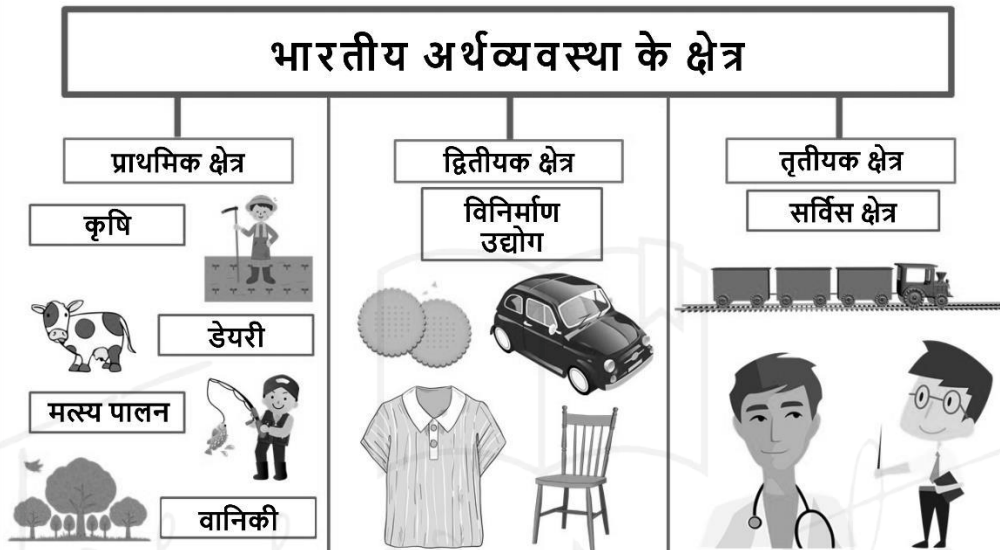 भारतीय अर्थव्यवस्था के क्षेत्र
प्राथमिक क्षेत्र
कृषि
डेयरी
मत्स्य पालन
वानिकी
द्वितीयक क्षेत्र
विनिर्माण
उद्योग
तृतीयक क्षेत्र
सर्विस क्षेत्र